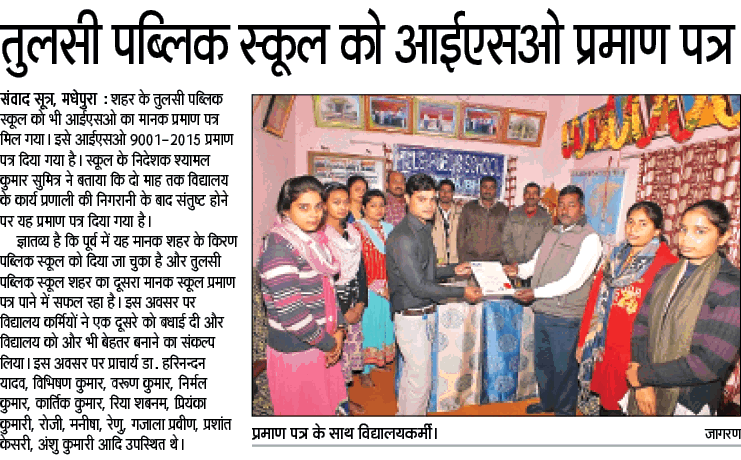 तुलसी पब्लिक स्कूल को आईएसओ प्रमाण पत्र
संवाद सूत्र, मधेपुरा : शहर के तुलसी पब्लिक
स्कूल को भी आईएसओ का मानक प्रमाण पत्र
मिल गया। इसे आईएसओ 9001-2015 प्रमाण
पत्र दिया गया है। स्कूल के निदेशक श्यामल
कुमार सुमित्र ने बताया कि दो माह तक विद्यालय
के कार्य प्रणाली की निगरानी के बाद संतुष्ट होने
पर यह प्रमाण पत्र दिया गया है।
ज्ञातव्य है कि पूर्व में यह मानक शहर के किरण
पब्लिक स्कूल को दिया जा चुका है और तुलसी
पब्लिक स्कूल शहर का दूसरा मानक स्कूल प्रमाण
पत्र पाने में सफल रहा है। इस अवसर पर
विद्यालय कर्मियों ने एक दूसरे को बधाई दी और
विद्यालय को और भी बेहतर बनाने का संकल्प
लिया। इस अवसर पर प्राचार्य डा. हरिनन्दन
यादव, विभिषण कुमार, वरूण कुमार, निर्मल
कुमार, कार्तिक कुमार, रिया शबनम, प्रियंका
कुमारी, रोजी, मनीषा, रेणु, गजाला प्रवीण, प्रशांत
केसरी, अंशु कुमारी आदि उपस्थित थे।
PUBLIC SCHOOL
प्रमाण पत्र के साथ विद्यालयकर्मी।
जागरण